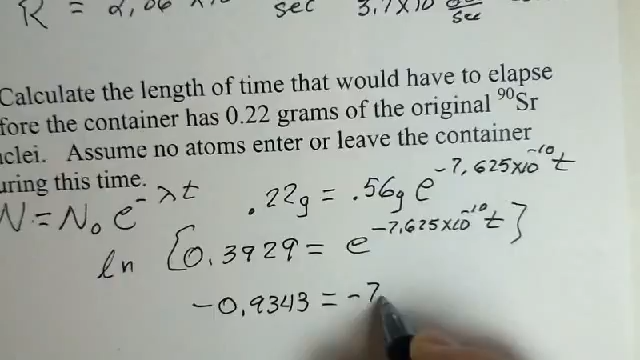 R = 2.06 x10 sec 3.7x10 sec
Calculate the length of time that would have to elapse
fore the container has 0.22 grams of the original ⁹⁰Sr
uclei. Assume no atoms enter or leave the container
uring this time.
N = N₀ e^-λt .22g = .56g e^-7.625x10^-10 t
ln [0.3929 = e^-7.625x10^-10 t]
-0.9343 = -7